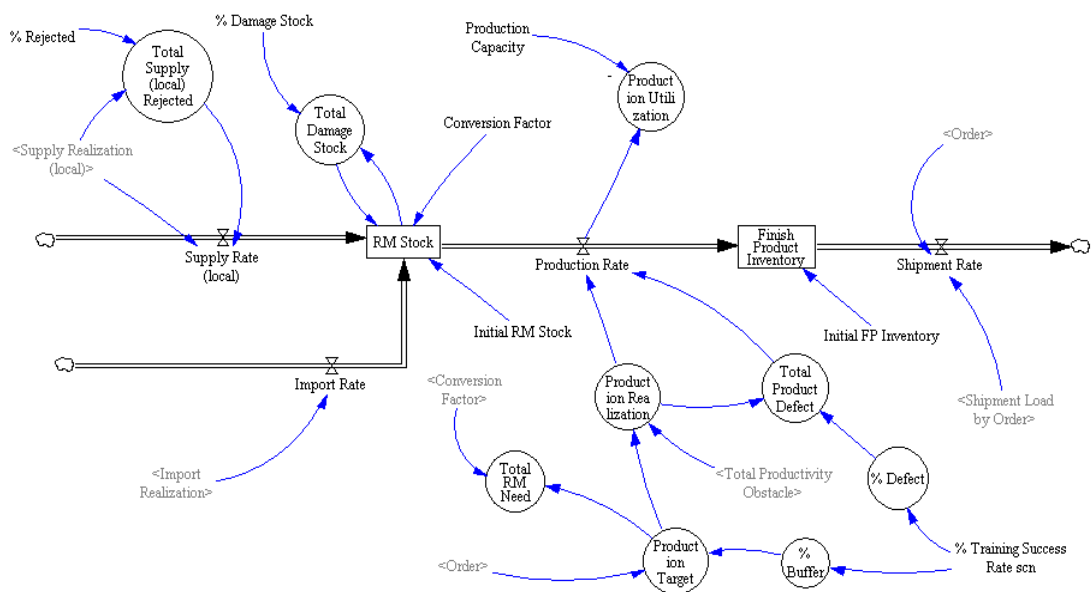 % Damage Stock
% Rejected
Total
Supply
(local)
Rejected
Production
Capacity
Product
ion Utili
zation
Total
Damage
Stock
Conversion Factor
<Supply Realization
(local)>
<Order>
RM Stock
Finish
Product
Inventory
Supply Rate
(local)
Production Rate
Shipment Rate
Initial RM Stock
Initial FP Inventory
Import Rate
<Conversion
Factor>
Product
ion Rea
lization
Total
Product
Defect
<Shipment Load
by Order>
<Import
Realization>
Total
RM
Need
<Total Productivity
Obstacle>
% Defect
<Order>
Product
ion
Target
%
Buffer
% Training Success
Rate scn